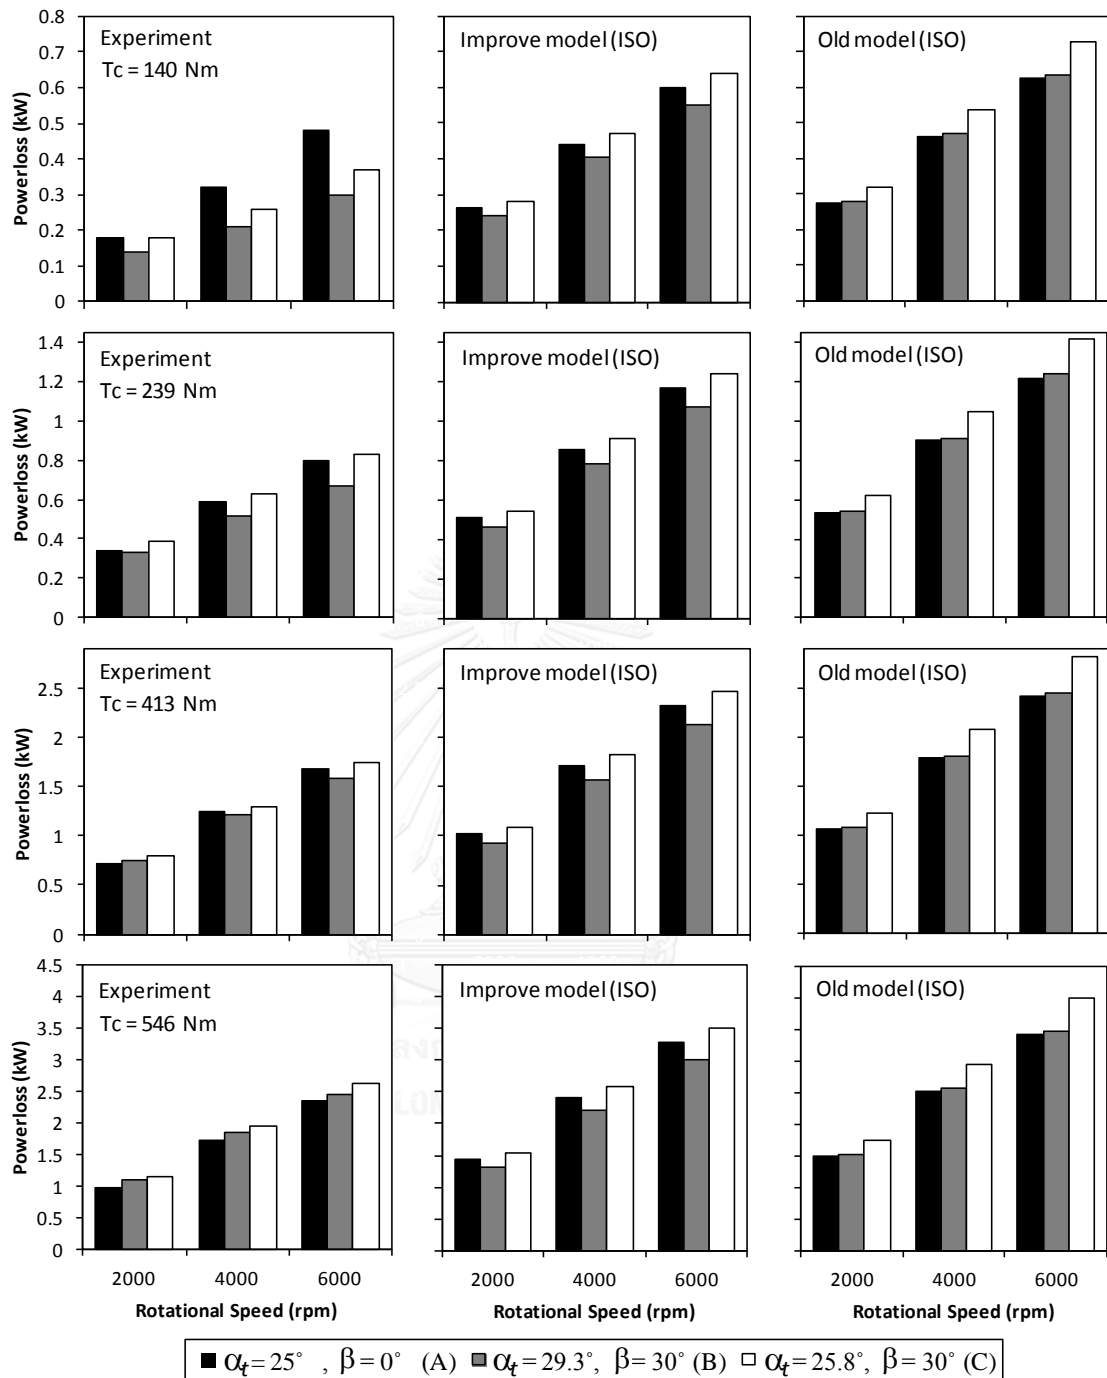 0.8
0.7
0.6
0.5
0.4
0.3
0.2
0.1
0
Powerloss (kW)
Experiment
Tc = 140 Nm
Improve model (ISO)
Old model (ISO)
1.4
1.2
1
0.8
0.6
0.4
0.2
0
Powerloss (kW)
Experiment
Tc = 239 Nm
Improve model (ISO)
Old model (ISO)
2.5
2
1.5
1
0.5
0
Powerloss (kW)
Experiment
Tc = 413 Nm
Improve model (ISO)
Old model (ISO)
4.5
4
3.5
3
2.5
2
1.5
1
0.5
0
Powerloss (kW)
Experiment
Tc = 546 Nm
Improve model (ISO)
Old model (ISO)
2000 4000 6000 2000 4000 6000 2000 4000 6000
Rotational Speed (rpm) Rotational Speed (rpm) Rotational Speed (rpm)
αt = 25° , β = 0° (A) αt = 29.3°, β = 30° (B) αt = 25.8°, β = 30° (C)